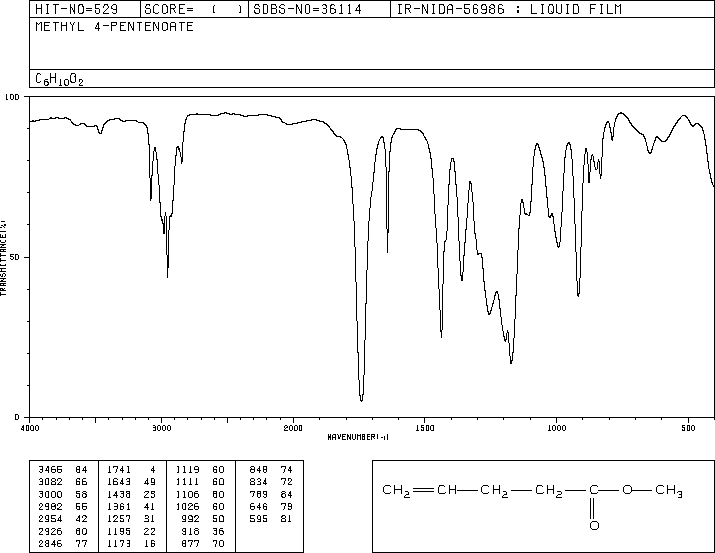 HIT-NO=529 SCORE= ( ) SDBS-NO=36114 IR-NIDA-56986 : LIQUID FILM
METHYL 4-PENTENOATE
C6H10O2
100
50
0
TRANSMITTANCE(%)
4000 3000 2000 1500 1000 500
WAVENUMBER(-1)
3466 84 1741 4 1119 60 848 74
3082 66 1643 49 1111 60 834 72
3000 58 1438 23 1106 60 789 84
2982 55 1361 41 1026 60 646 79
2954 42 1257 31 992 50 595 81
2926 60 1195 22 918 36
2846 77 1173 16 877 70
CH2 CH CH2 CH2 C O CH3
O